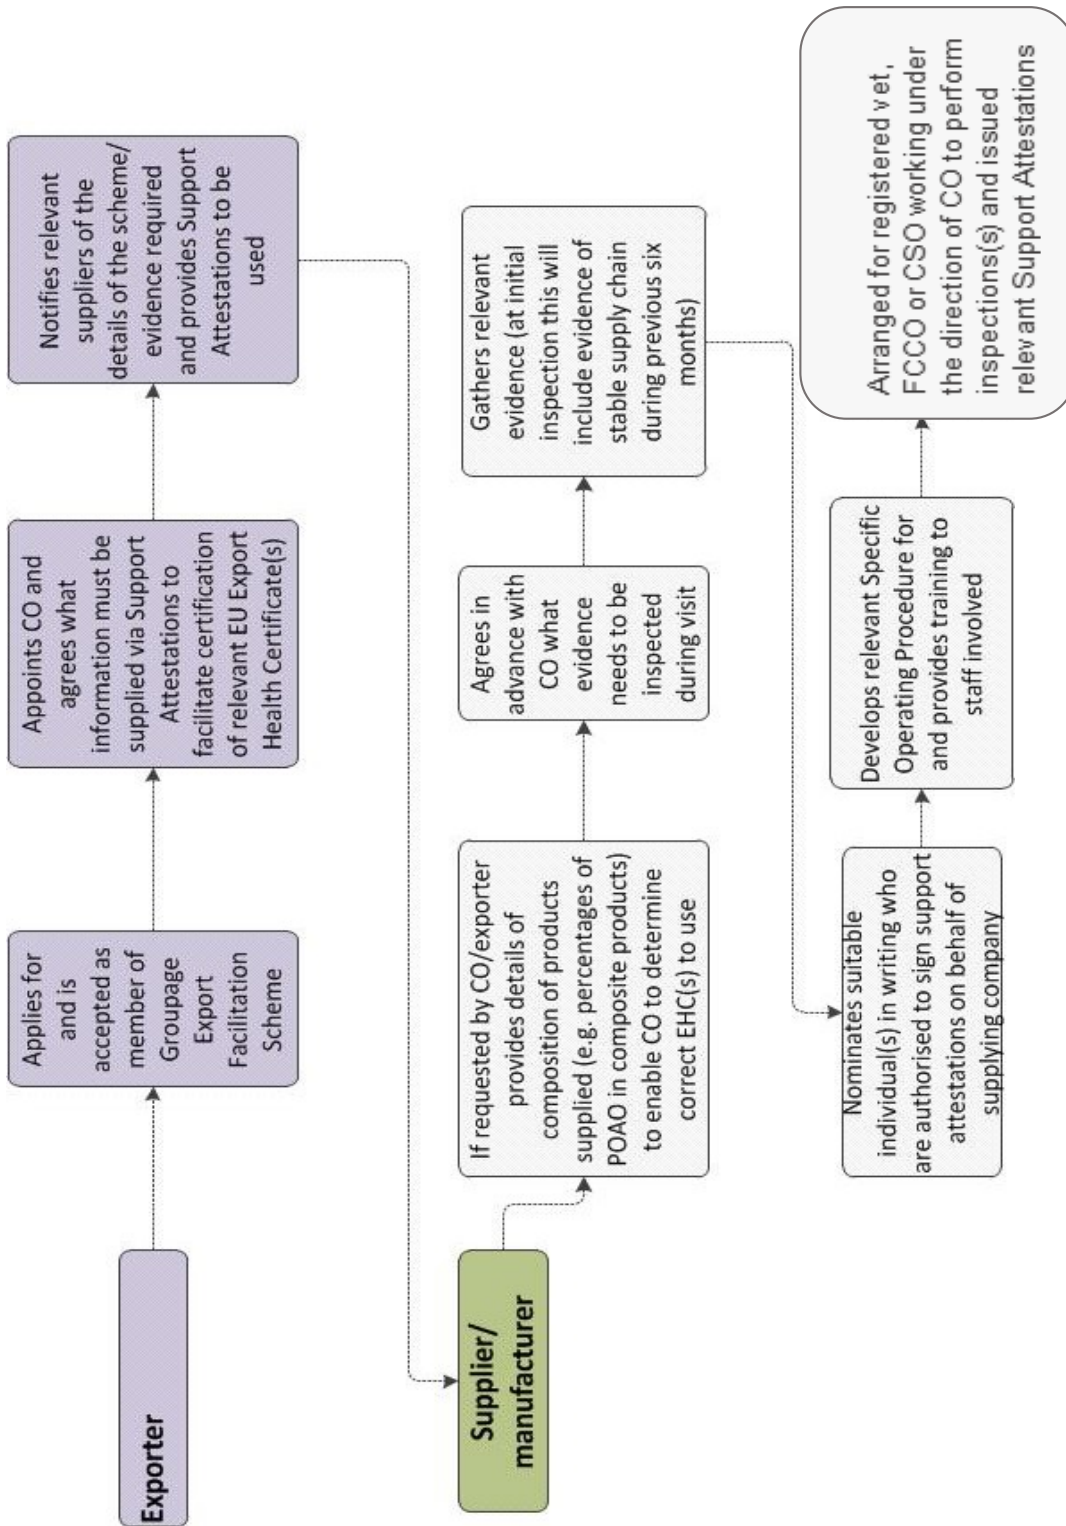 Exporter
Applies for
and is
accepted as
member of
Groupage
Export
Facilitation
Scheme
Appoints CO and
agrees what
information must be
supplied via Support
Attestations to
facilitate certification
of relevant EU Export
Health Certificate(s)
Notifies relevant
suppliers of the
details of the scheme/
evidence required
and provides Support
Attestations to be
used
Supplier/
manufacturer
If requested by CO/exporter
provides details of
composition of products
supplied (e.g. percentages of
POAO in composite products)
to enable CO to determine
correct EHC(s) to use
Agrees in
advance with
CO what
evidence
needs to be
inspected
during visit
Gathers relevant
evidence (at initial
inspection this will
include evidence of
stable supply chain
during previous six
months)
Nominates suitable
individual(s) in writing who
are authorised to sign support
attestations on behalf of
supplying company
Develops relevant Specific
Operating Procedure for
and provides training to
staff involved
Arranged for registered vet,
FCCO or CSO working under
the direction of CO to perform
inspections(s) and issued
relevant Support Attestations